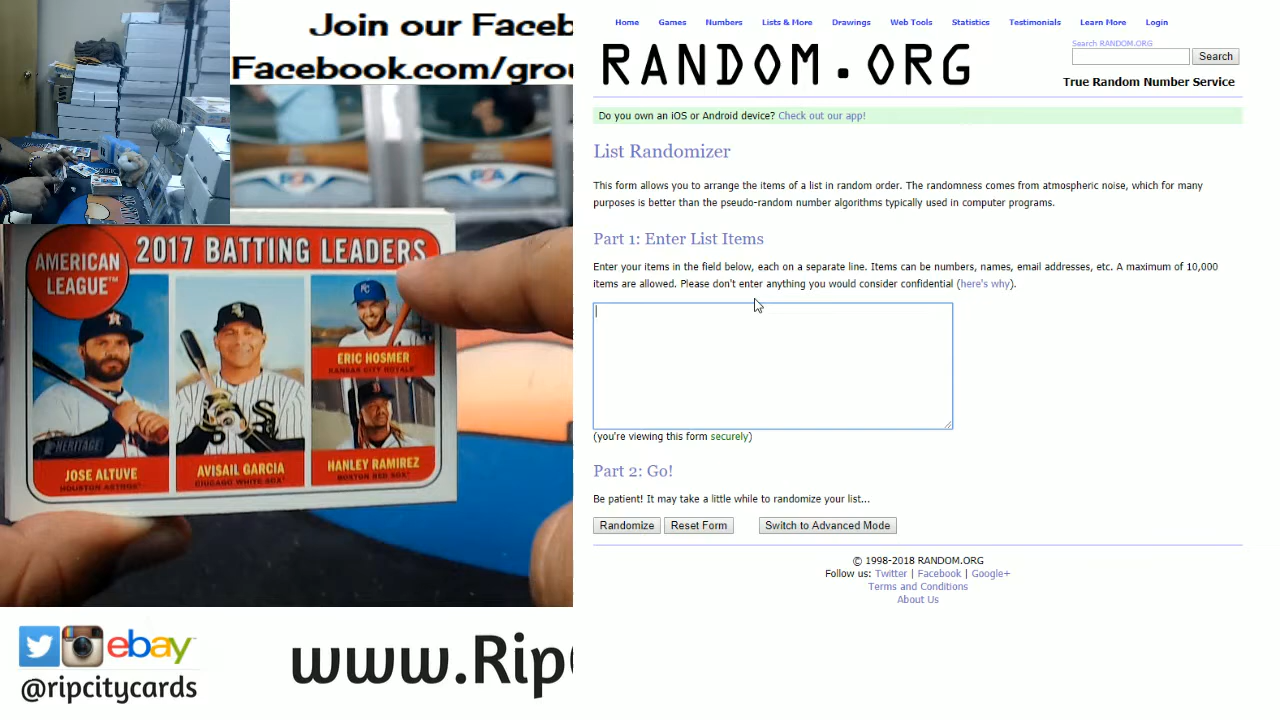 Join our Faceb
Facebook.com/grou
PSA
PSA
AMERICAN
LEAGUE™
2017 BATTING LEADERS
ERIC HOSMER
KANSAS CITY ROYALS
HERITAGE
JOSE ALTUVE
HOUSTON ASTROS
AVISAIL GARCIA
CHICAGO WHITE SOX
HANLEY RAMIREZ
BOSTON RED SOX
ebay
@ripcitycards
www.Rip
Home Games Numbers Lists & More Drawings Web Tools Statistics Testimonials Learn More Login
RANDOM.ORG
Search RANDOM.ORG
Search
True Random Number Service
Do you own an iOS or Android device? Check out our app!
List Randomizer
This form allows you to arrange the items of a list in random order. The randomness comes from atmospheric noise, which for many
purposes is better than the pseudo-random number algorithms typically used in computer programs.
Part 1: Enter List Items
Enter your items in the field below, each on a separate line. Items can be numbers, names, email addresses, etc. A maximum of 10,000
items are allowed. Please don't enter anything you would consider confidential (here's why).
(you're viewing this form securely)
Part 2: Go!
Be patient! It may take a little while to randomize your list...
Randomize Reset Form Switch to Advanced Mode
© 1998-2018 RANDOM.ORG
Follow us: Twitter | Facebook | Google+
Terms and Conditions
About Us